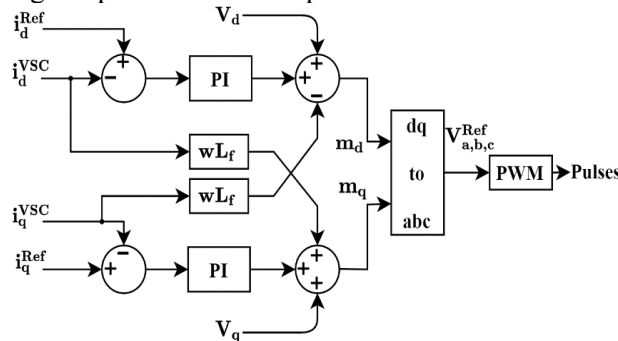 i_d^Ref
V_d
i_d^VSC
+
-
PI
+
+
-
wL_f
wL_f
m_d
m_q
dq
to
abc
V_a,b,c^Ref
PWM
Pulses
i_q^VSC
-
+
i_q^Ref
PI
+
+
+
V_q